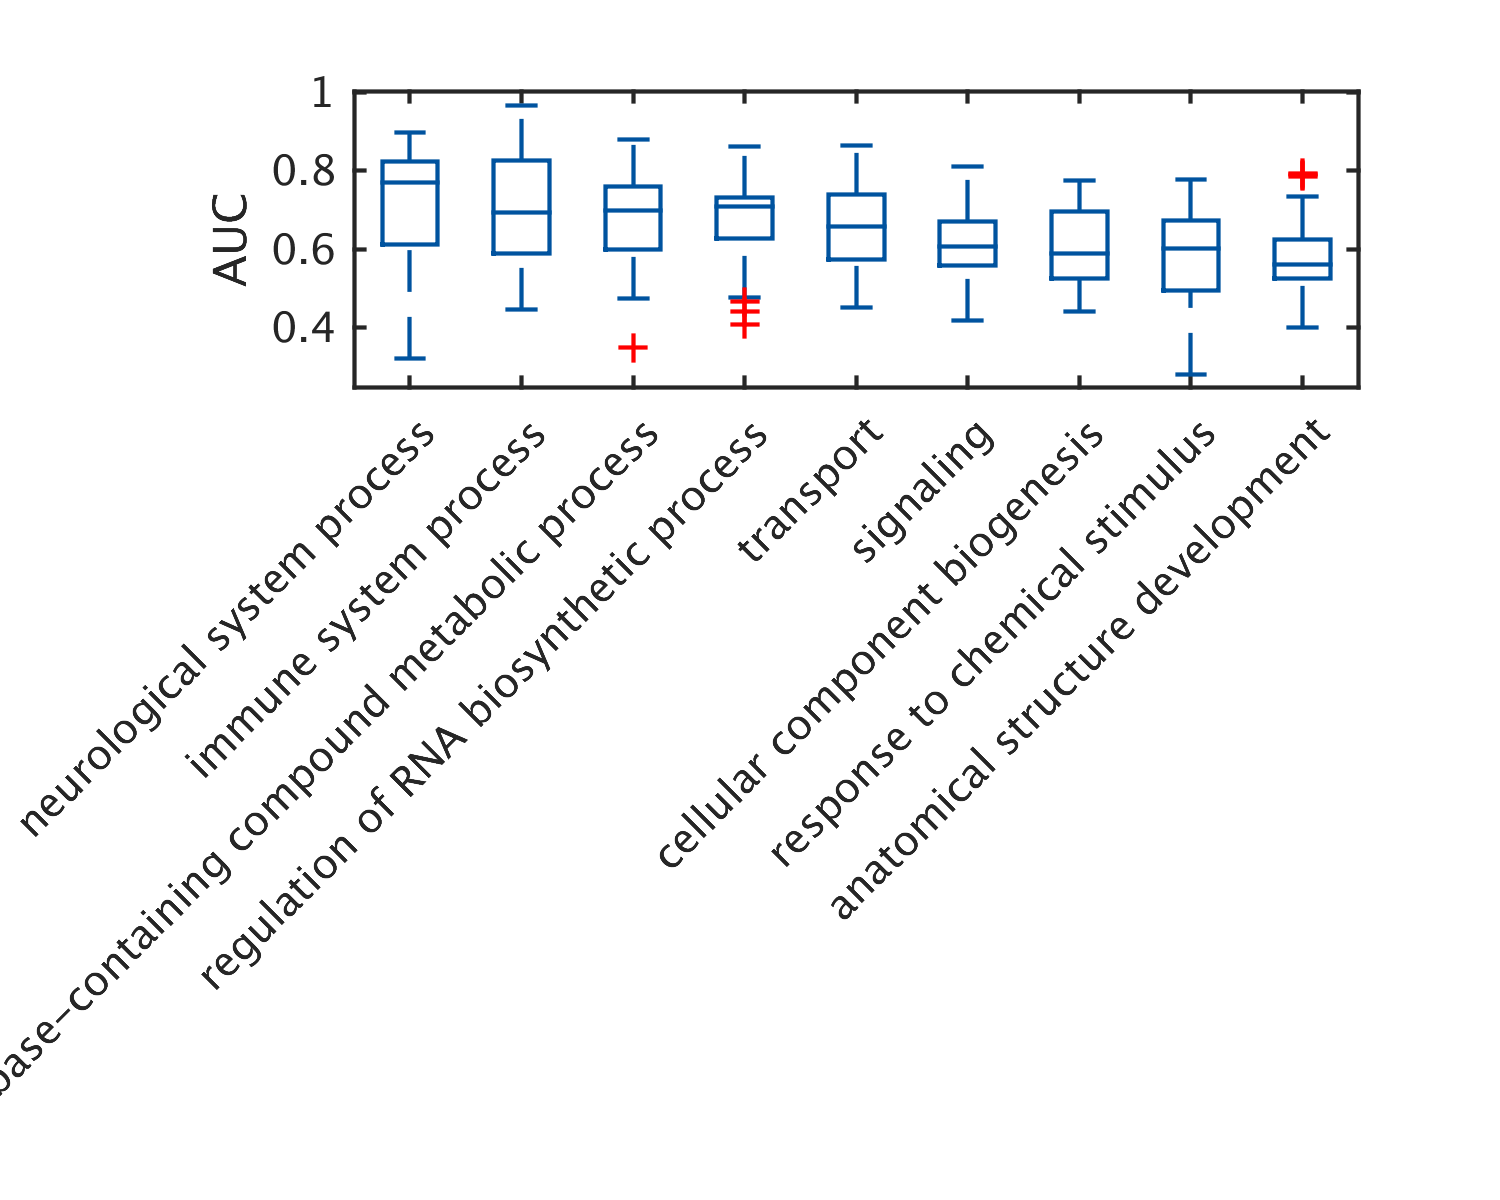 1
0.8
0.6
0.4
AUC
neurological system process
immune system process
base-containing compound metabolic process
regulation of RNA biosynthetic process
transport
signaling
cellular component biogenesis
response to chemical stimulus
anatomical structure development